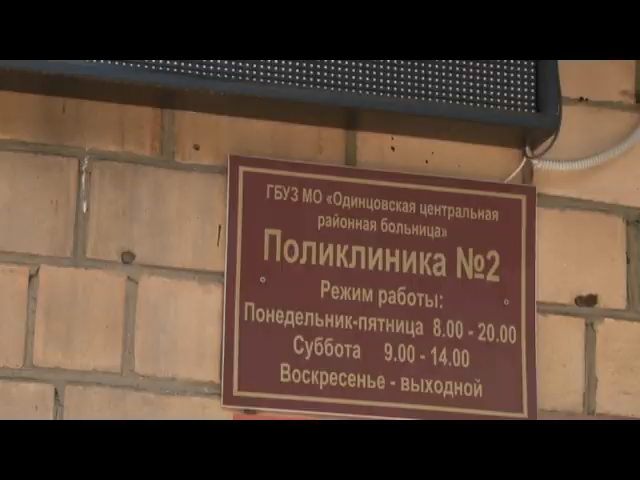 ГБУЗ МО «Одинцовская центральная
районная больница»
Поликлиника №2
Режим работы:
Понедельник-пятница 8.00 - 20.00
Суббота 9.00 - 14.00
Воскресенье - выходной